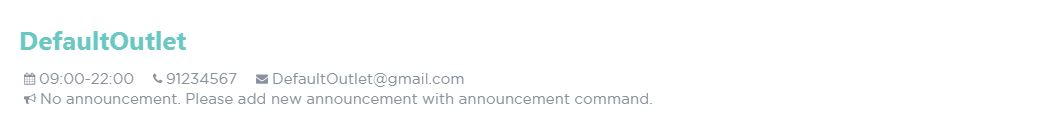 DefaultOutlet
09:00-22:00 91234567 DefaultOutlet@gmail.com
No announcement. Please add new announcement with announcement command.